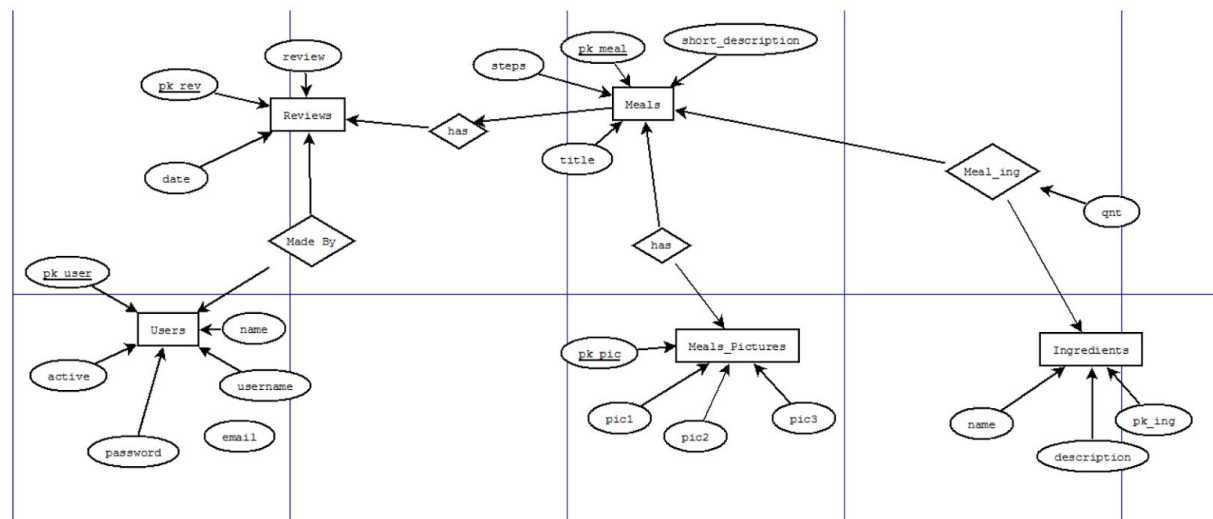 review
pk_rev
Reviews
date
has
steps
pk_meal
short_description
Meals
title
Meal_ing
qnt
Made By
has
pk_user
Users
name
active
username
password
email
pk_pic
Meals_Pictures
pic1
pic2
pic3
Ingredients
name
pk_ing
description